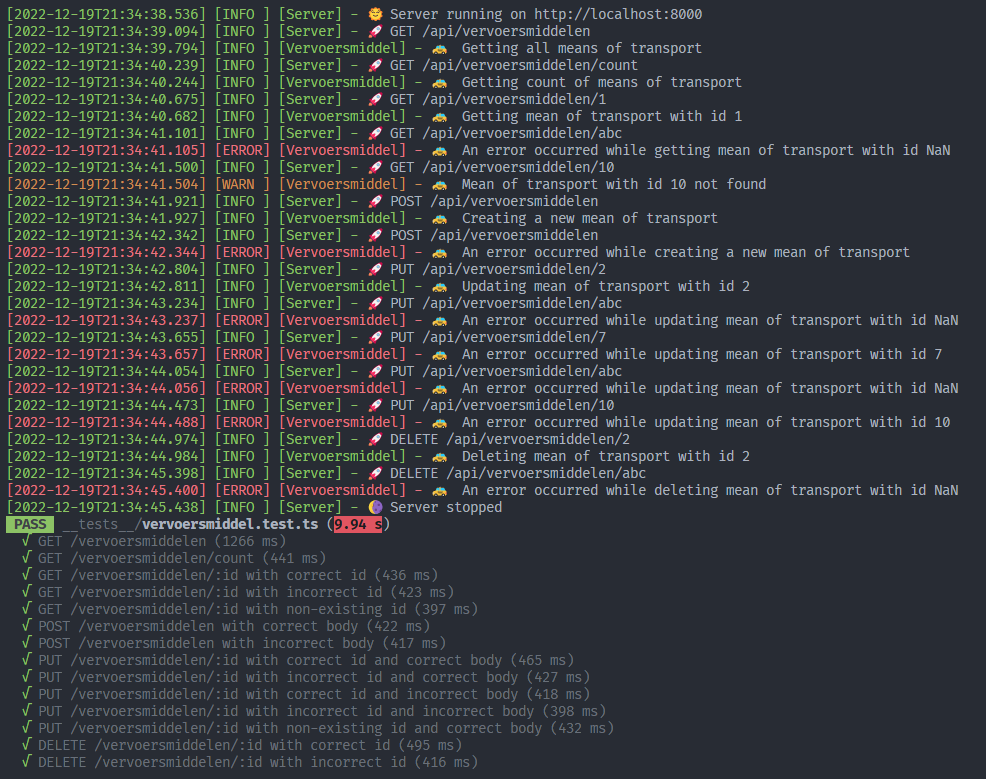 [2022-12-19T21:34:38.536] [INFO ] [Server] - 🌞 Server running on http://localhost:8000
[2022-12-19T21:34:39.094] [INFO ] [Server] - 🚀 GET /api/vervoersmiddelen
[2022-12-19T21:34:39.794] [INFO ] [Vervoersmiddel] - 🚕 Getting all means of transport
[2022-12-19T21:34:40.239] [INFO ] [Server] - 🚀 GET /api/vervoersmiddelen/count
[2022-12-19T21:34:40.244] [INFO ] [Vervoersmiddel] - 🚕 Getting count of means of transport
[2022-12-19T21:34:40.675] [INFO ] [Server] - 🚀 GET /api/vervoersmiddelen/1
[2022-12-19T21:34:40.682] [INFO ] [Vervoersmiddel] - 🚕 Getting mean of transport with id 1
[2022-12-19T21:34:41.101] [INFO ] [Server] - 🚀 GET /api/vervoersmiddelen/abc
[2022-12-19T21:34:41.105] [ERROR] [Vervoersmiddel] - 🚕 An error occurred while getting mean of transport with id NaN
[2022-12-19T21:34:41.500] [INFO ] [Server] - 🚀 GET /api/vervoersmiddelen/10
[2022-12-19T21:34:41.504] [WARN ] [Vervoersmiddel] - 🚕 Mean of transport with id 10 not found
[2022-12-19T21:34:41.921] [INFO ] [Server] - 🚀 POST /api/vervoersmiddelen
[2022-12-19T21:34:41.927] [INFO ] [Vervoersmiddel] - 🚕 Creating a new mean of transport
[2022-12-19T21:34:42.342] [INFO ] [Server] - 🚀 POST /api/vervoersmiddelen
[2022-12-19T21:34:42.344] [ERROR] [Vervoersmiddel] - 🚕 An error occurred while creating a new mean of transport
[2022-12-19T21:34:42.804] [INFO ] [Server] - 🚀 PUT /api/vervoersmiddelen/2
[2022-12-19T21:34:42.811] [INFO ] [Vervoersmiddel] - 🚕 Updating mean of transport with id 2
[2022-12-19T21:34:43.234] [INFO ] [Server] - 🚀 PUT /api/vervoersmiddelen/abc
[2022-12-19T21:34:43.237] [ERROR] [Vervoersmiddel] - 🚕 An error occurred while updating mean of transport with id NaN
[2022-12-19T21:34:43.655] [INFO ] [Server] - 🚀 PUT /api/vervoersmiddelen/7
[2022-12-19T21:34:43.657] [ERROR] [Vervoersmiddel] - 🚕 An error occurred while updating mean of transport with id 7
[2022-12-19T21:34:44.054] [INFO ] [Server] - 🚀 PUT /api/vervoersmiddelen/abc
[2022-12-19T21:34:44.056] [ERROR] [Vervoersmiddel] - 🚕 An error occurred while updating mean of transport with id NaN
[2022-12-19T21:34:44.473] [INFO ] [Server] - 🚀 PUT /api/vervoersmiddelen/10
[2022-12-19T21:34:44.488] [ERROR] [Vervoersmiddel] - 🚕 An error occurred while updating mean of transport with id 10
[2022-12-19T21:34:44.974] [INFO ] [Server] - 🚀 DELETE /api/vervoersmiddelen/2
[2022-12-19T21:34:44.984] [INFO ] [Vervoersmiddel] - 🚕 Deleting mean of transport with id 2
[2022-12-19T21:34:45.398] [INFO ] [Server] - 🚀 DELETE /api/vervoersmiddelen/abc
[2022-12-19T21:34:45.400] [ERROR] [Vervoersmiddel] - 🚕 An error occurred while deleting mean of transport with id NaN
[2022-12-19T21:34:45.438] [INFO ] [Server] - 🌘 Server stopped
PASS __tests__/vervoersmiddel.test.ts (9.94 s)
√ GET /vervoersmiddelen (1266 ms)
√ GET /vervoersmiddelen/count (441 ms)
√ GET /vervoersmiddelen/:id with correct id (436 ms)
√ GET /vervoersmiddelen/:id with incorrect id (423 ms)
√ GET /vervoersmiddelen/:id with non-existing id (397 ms)
√ POST /vervoersmiddelen with correct body (422 ms)
√ POST /vervoersmiddelen with incorrect body (417 ms)
√ PUT /vervoersmiddelen/:id with correct id and correct body (465 ms)
√ PUT /vervoersmiddelen/:id with incorrect id and correct body (427 ms)
√ PUT /vervoersmiddelen/:id with correct id and incorrect body (418 ms)
√ PUT /vervoersmiddelen/:id with incorrect id and incorrect body (398 ms)
√ PUT /vervoersmiddelen/:id with non-existing id and correct body (432 ms)
√ DELETE /vervoersmiddelen/:id with correct id (495 ms)
√ DELETE /vervoersmiddelen/:id with incorrect id (416 ms)